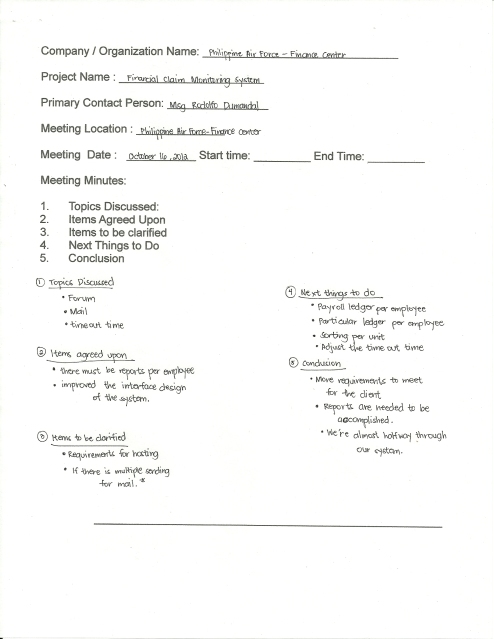 Company / Organization Name: Philippine Air Force - Finance Center
Project Name : Financial Claim Monitoring System
Primary Contact Person: Msg. Rodolfo Dumandal
Meeting Location : Philippine Air Force- Finance center
Meeting Date : October 16, 2012 Start time: __________ End Time: __________
Meeting Minutes:
1. Topics Discussed:
2. Items Agreed Upon
3. Items to be clarified
4. Next Things to Do
5. Conclusion
① Topics Discussed
• Forum
• Mail
• timeout time
② Items agreed upon
• there must be reports per employee
• improved the interface design
of the system.
③ Items to be clarified
• Requirements for hosting
• If there is multiple sending
for mail.*
④ Next things to do
• Payroll ledger per employee
• Particular ledger per employee
• Sorting per unit
• Adjust the time out time
⑤ Conclusion
• More requirements to meet
for the client
• Reports are needed to be
accomplished.
• We're almost halfway through
our system.